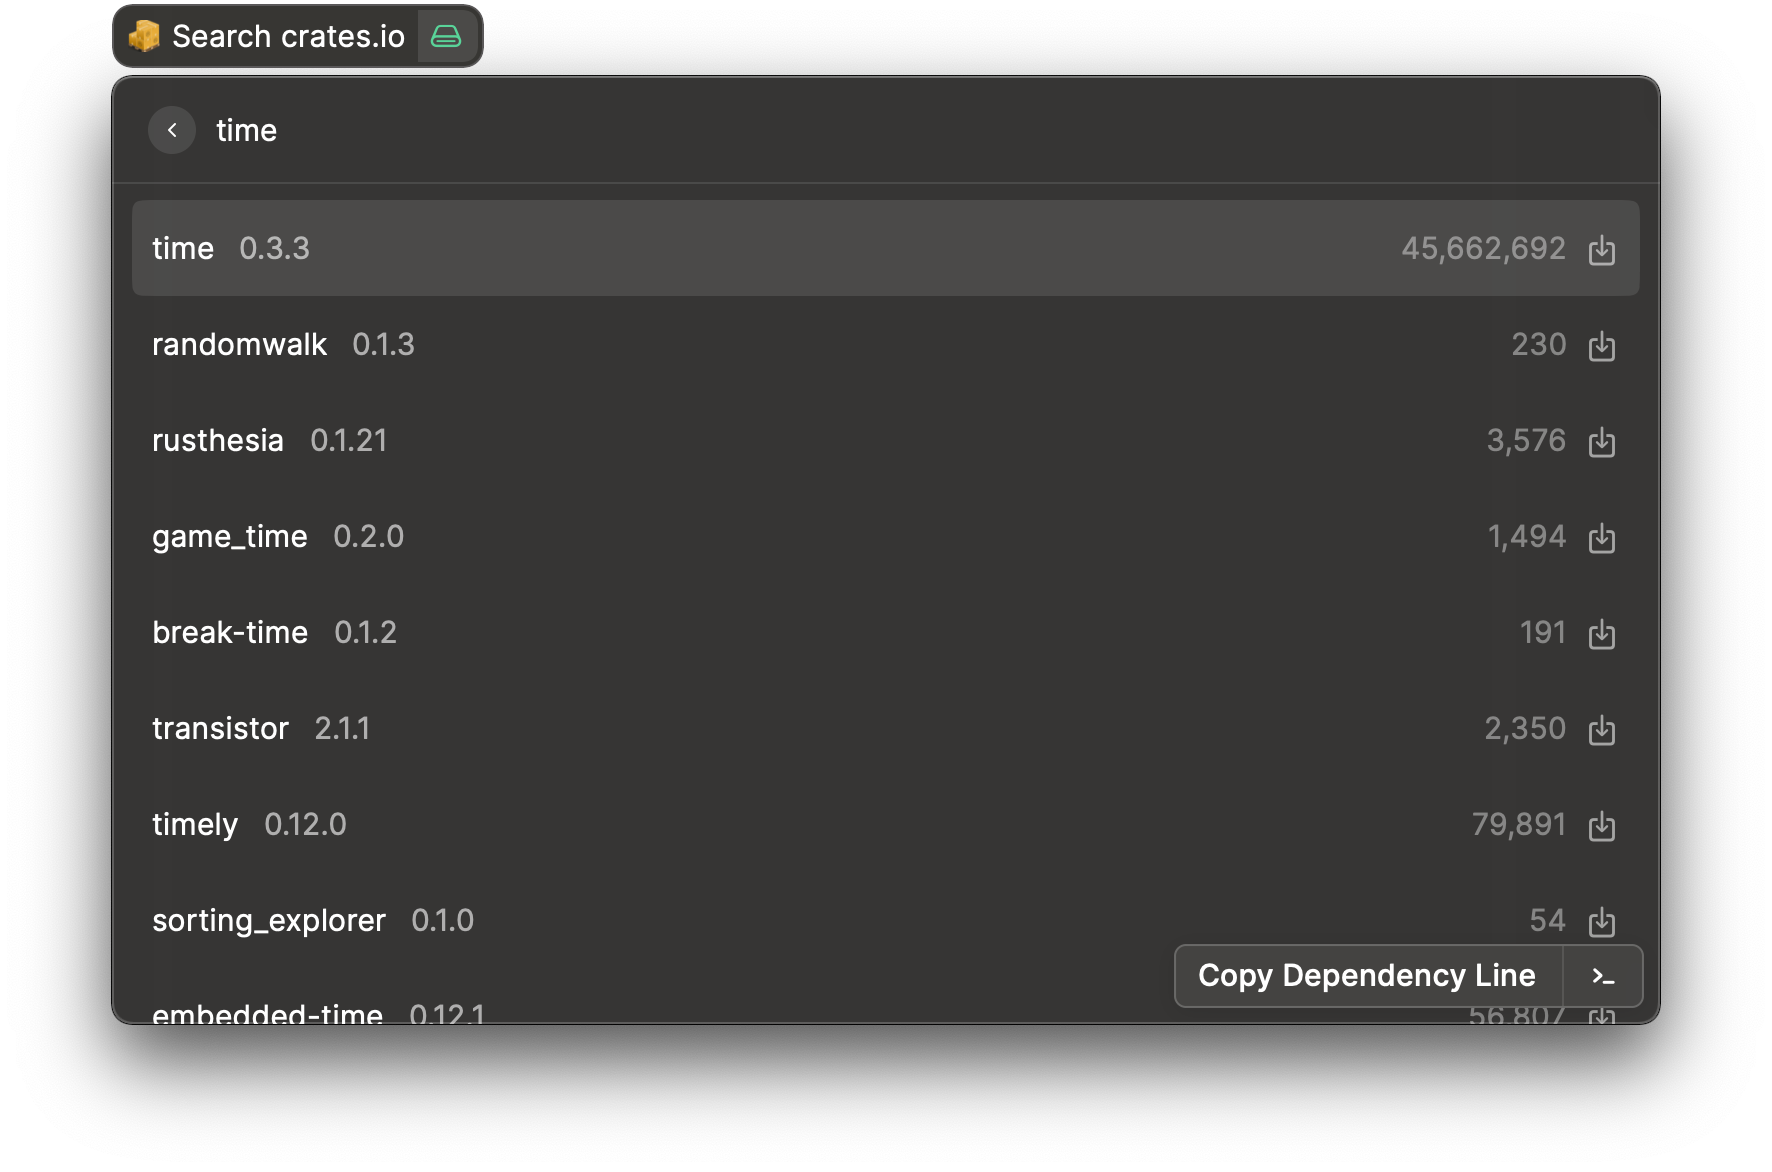 Search crates.io
time
time 0.3.3 45,662,692
randomwalk 0.1.3 230
rusthesia 0.1.21 3,576
game_time 0.2.0 1,494
break-time 0.1.2 191
transistor 2.1.1 2,350
timely 0.12.0 79,891
sorting_explorer 0.1.0 54
Copy Dependency Line
embedded-time 0.12.1 56,807